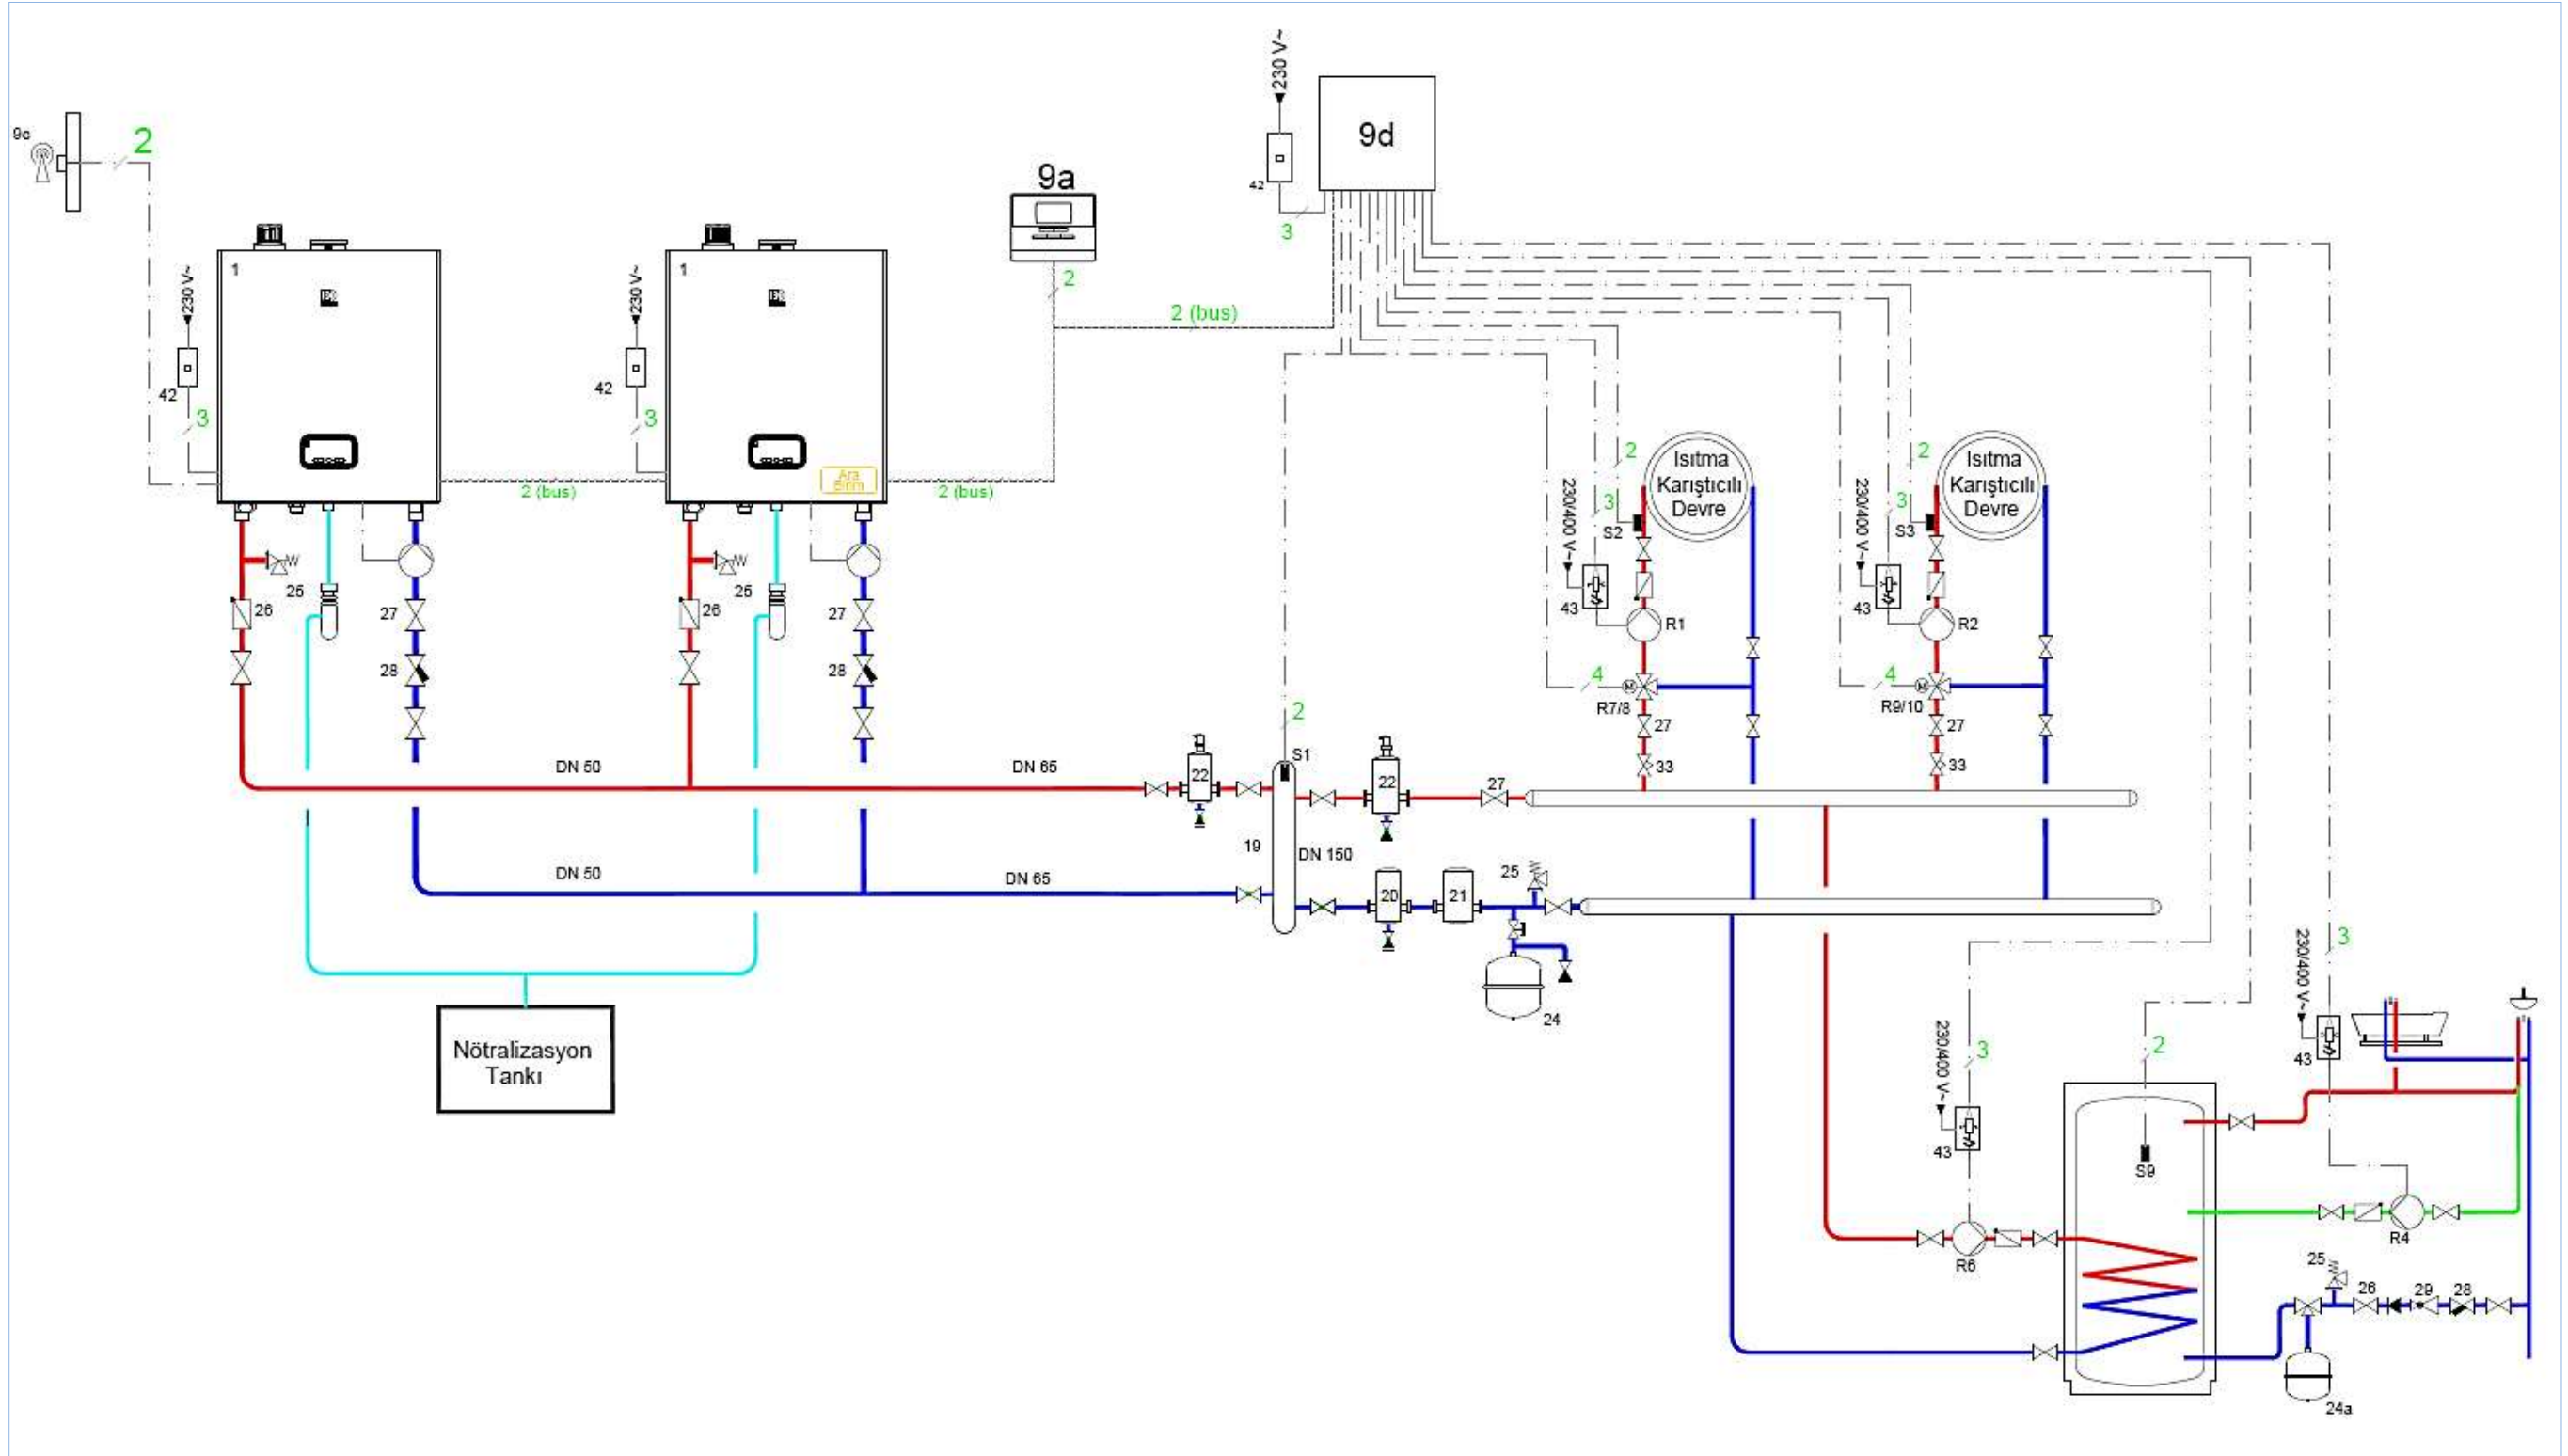 230 V~
9d
9c
2
42
3
9a
1
1
230 V~
230 V~
2
2 (bus)
42
42
3
3
Ara
Birim
2 (bus)
2 (bus)
2
Isıtma
Karıştıcılı
Devre
2
Isıtma
Karıştıcılı
Devre
230/400 V~
3
S2
230/400 V~
3
S3
43
R1
43
R2
25
26
27
25
26
27
28
28
4
R7/8
4
R9/10
2
27
27
S1
33
33
DN 50
DN 65
22
22
27
19
DN 150
DN 50
DN 65
20
21
25
24
Nötralizasyon
Tankı
230/400 V~
3
43
230/400 V~
3
43
2
S9
R6
R4
25
26
29
28
24a